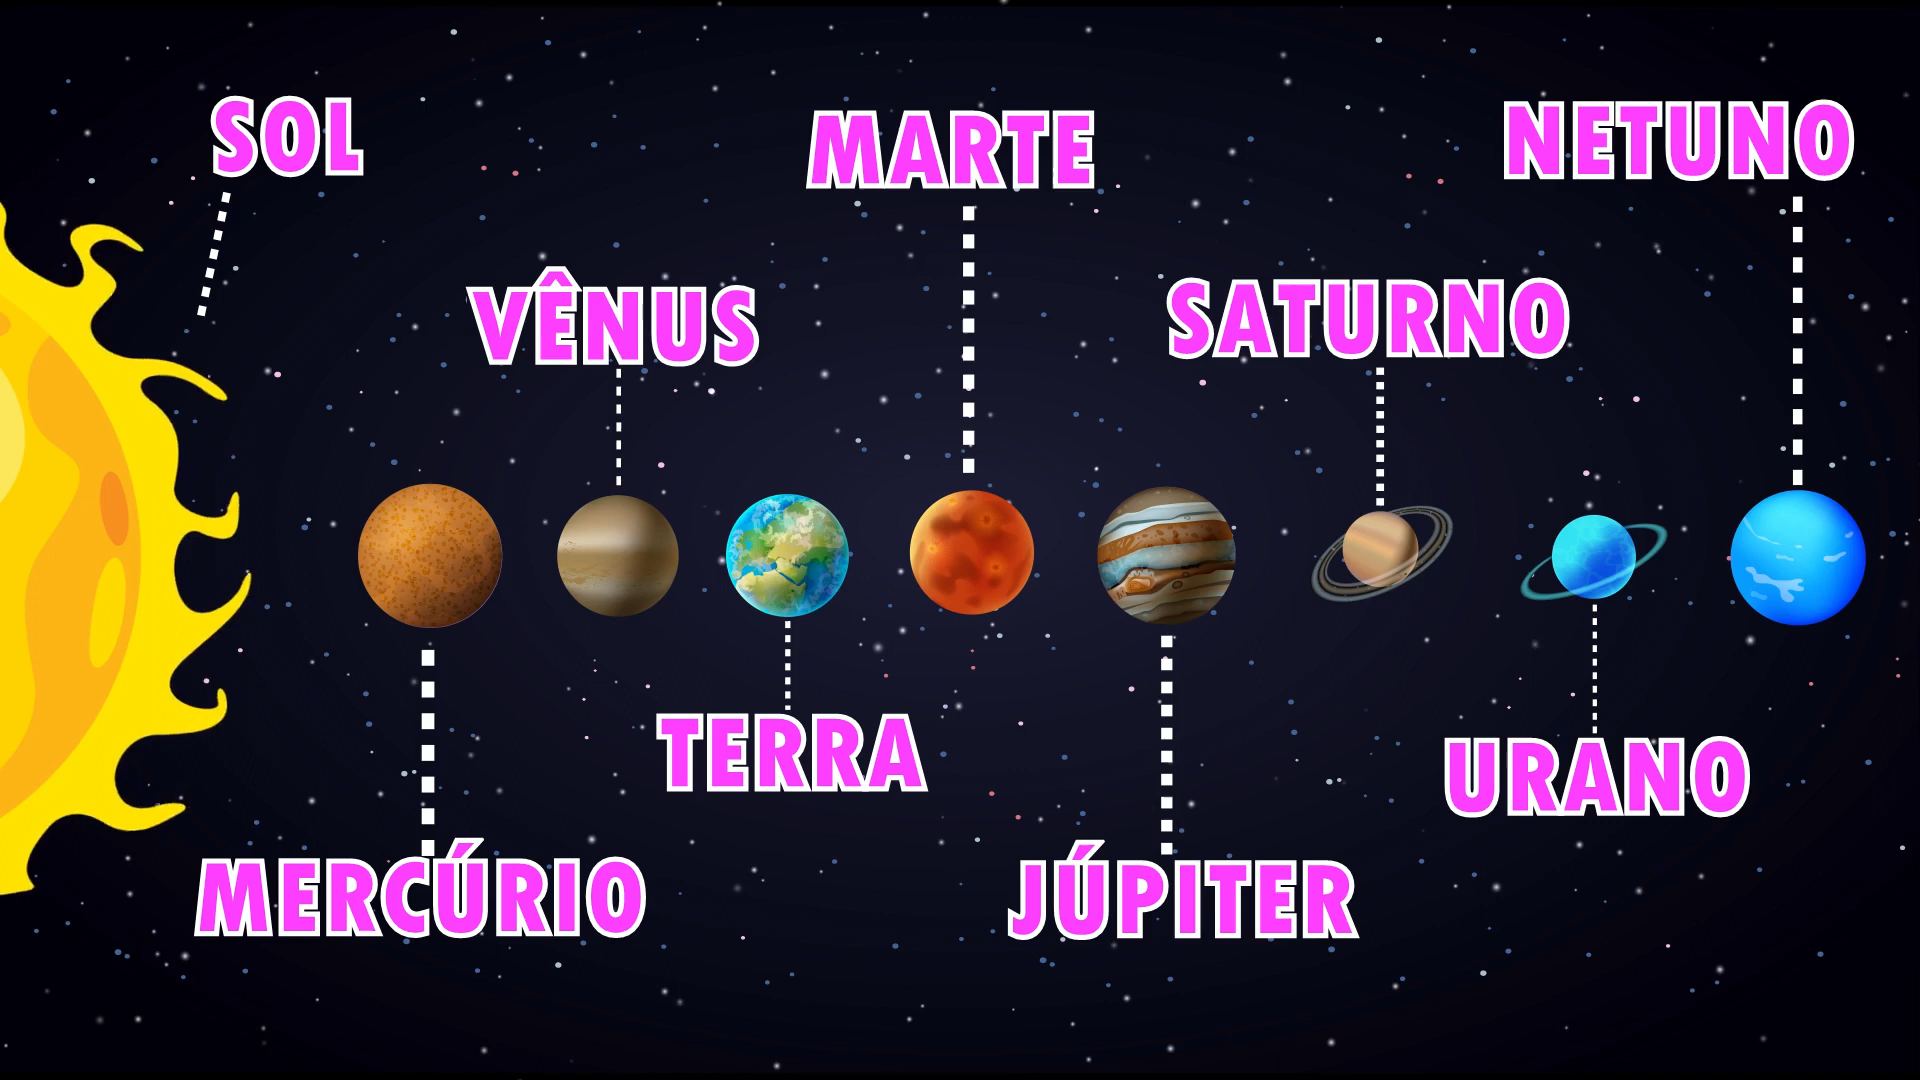 SOL
MARTE
NETUNO
VÊNUS
SATURNO
TERRA
URANO
MERCÚRIO
JÚPITER